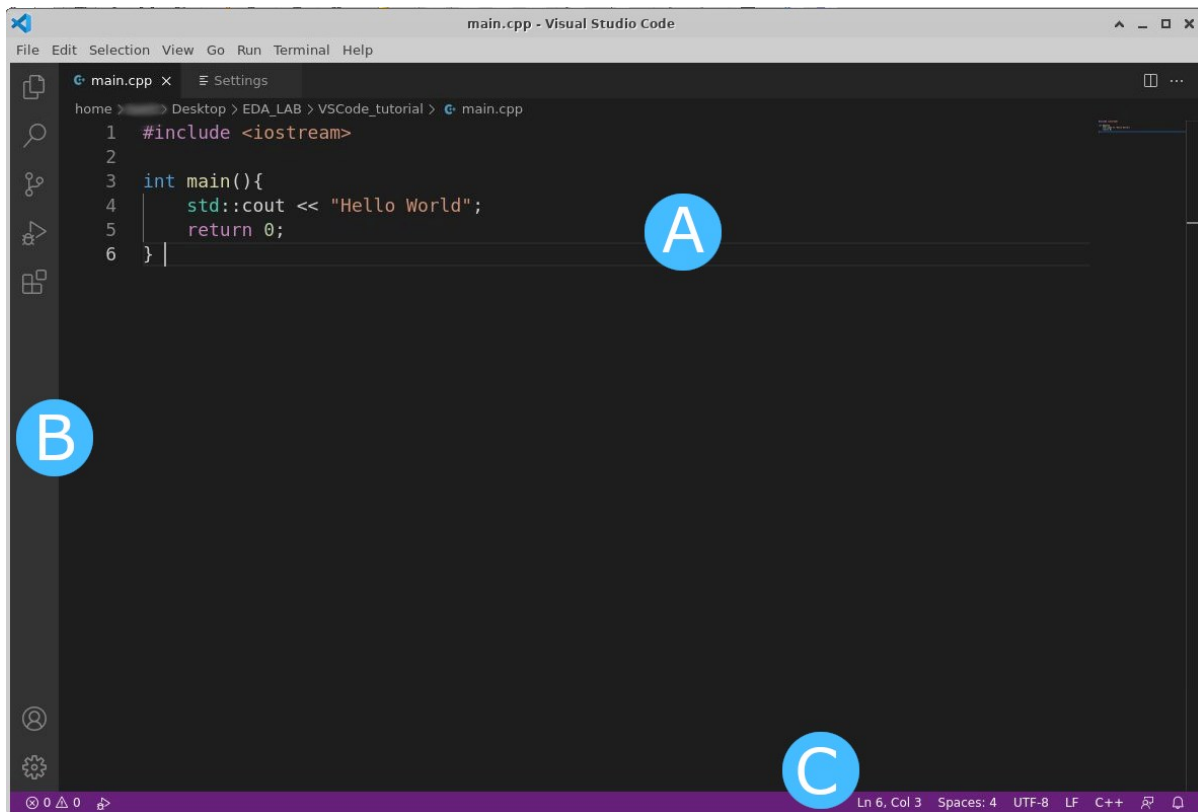 main.cpp - Visual Studio Code
File Edit Selection View Go Run Terminal Help
main.cpp Settings
home > > Desktop > EDA_LAB > VSCode_tutorial > main.cpp
1 #include <iostream>
2
3 int main(){
4 std::cout << "Hello World";
5 return 0;
6 }
A
B
C
0 0 Ln 6, Col 3 Spaces: 4 UTF-8 LF C++